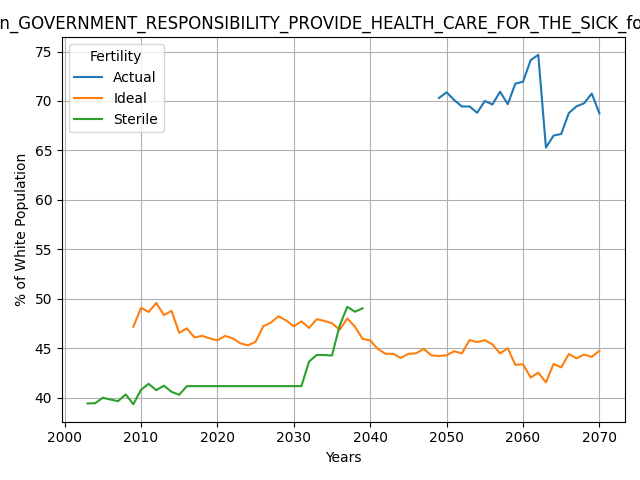 n_GOVERNMENT_RESPONSIBILITY_PROVIDE_HEALTH_CARE_FOR_THE_SICK_fo
Fertility
Actual
Ideal
Sterile
% of White Population
75
70
65
60
55
50
45
40
2000 2010 2020 2030 2040 2050 2060 2070
Years